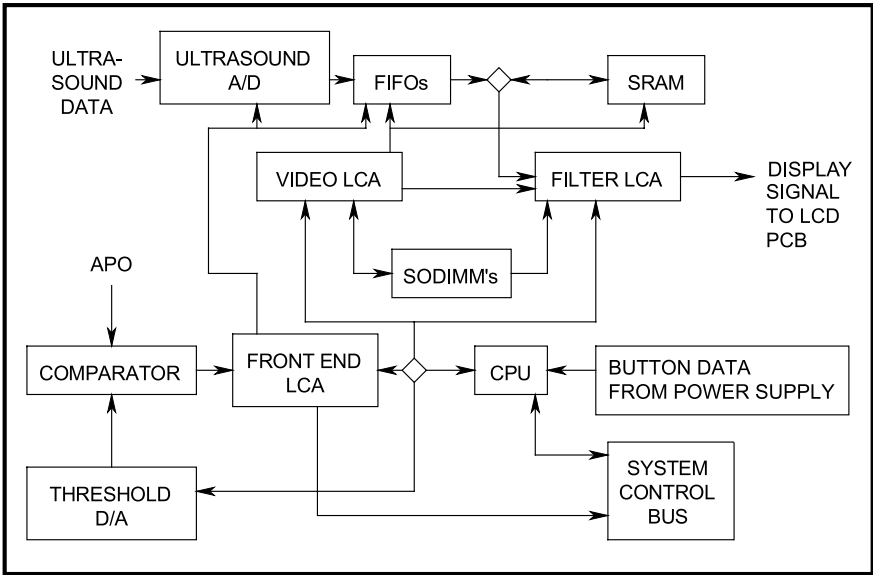 ULTRA-
SOUND
DATA
ULTRASOUND
A/D
FIFOs
SRAM
VIDEO LCA
FILTER LCA
DISPLAY
SIGNAL
TO LCD
PCB
SODIMM's
APO
COMPARATOR
FRONT END
LCA
CPU
BUTTON DATA
FROM POWER SUPPLY
THRESHOLD
D/A
SYSTEM
CONTROL
BUS